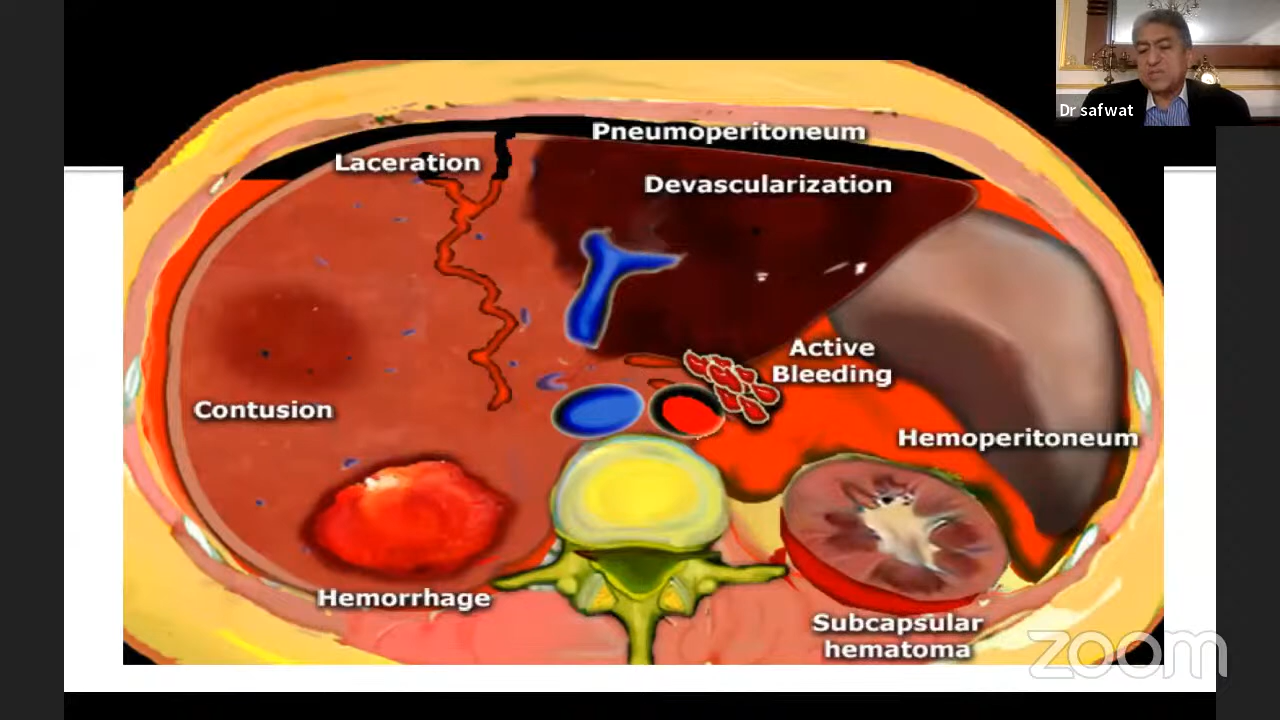 Dr safwat
Pneumoperitoneum
Laceration
Devascularization
Active
Bleeding
Contusion
Hemoperitoneum
Hemorrhage
Subcapsular
hematoma
zoom